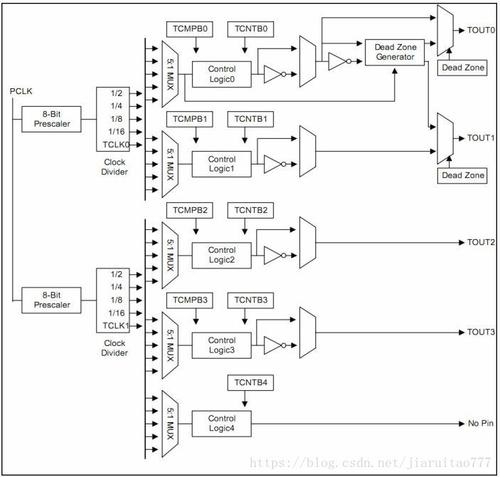 TCMPB0
TCNTB0
TOUT0
Dead Zone
Generator
Dead Zone
5:1 MUX
Control
Logic0
PCLK
8-Bit
Prescaler
1/2
1/4
1/8
1/16
TCLK0
Clock
Divider
TCMPB1
TCNTB1
TOUT1
Dead Zone
5:1 MUX
Control
Logic1
TCMPB2
TCNTB2
TOUT2
5:1 MUX
Control
Logic2
8-Bit
Prescaler
1/2
1/4
1/8
1/16
TCLK1
Clock
Divider
TCMPB3
TCNTB3
TOUT3
5:1 MUX
Control
Logic3
TCNTB4
5:1 MUX
Control
Logic4
No Pin
https://blog.csdn.net/jiaruitao777